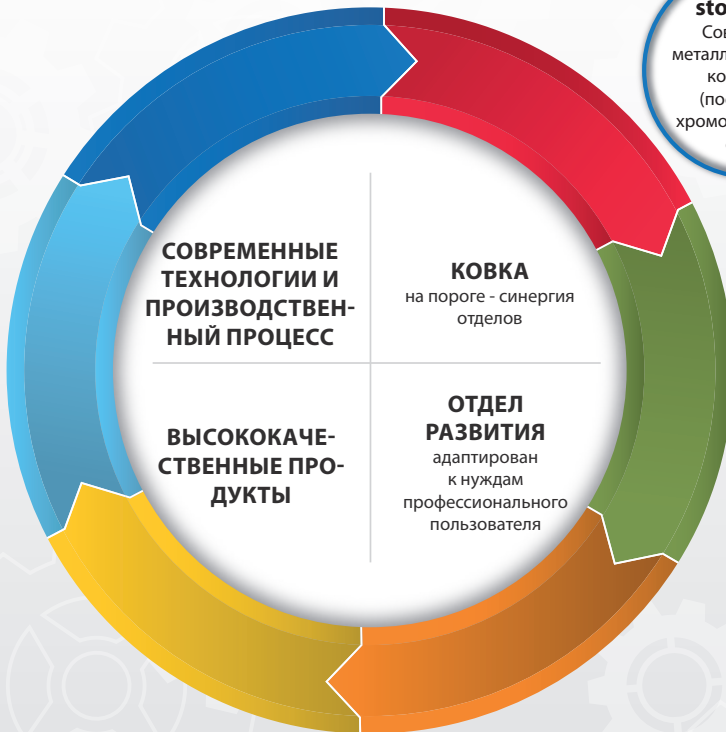 СОВРЕМЕННЫЕ
ТЕХНОЛОГИИ И
ПРОИЗВОДСТВЕН-
НЫЙ ПРОЦЕСС
КОВКА
на пороге - синергия
отделов
ВЫСОКОКАЧЕ-
СТВЕННЫЕ ПРО-
ДУКТЫ
ОТДЕЛ
РАЗВИТИЯ
адаптирован
к нуждам
профессионального
пользователя